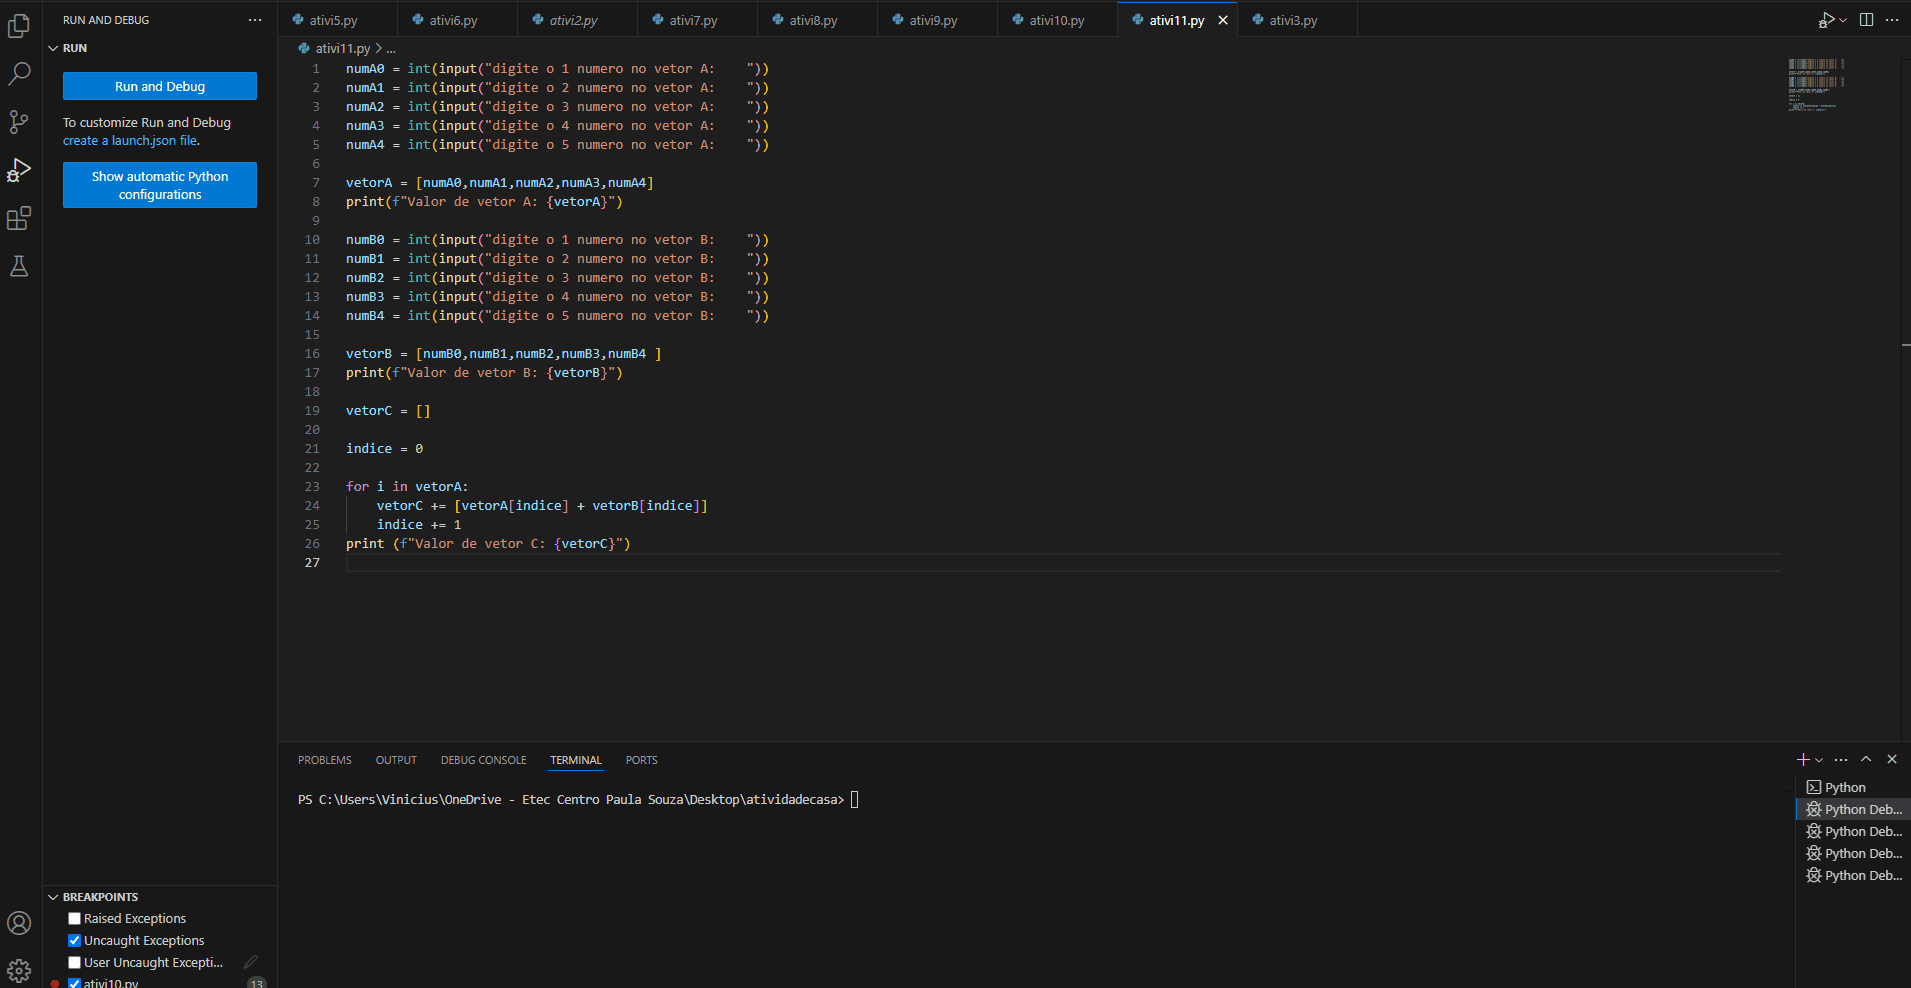 RUN AND DEBUG
RUN
Run and Debug
To customize Run and Debug
create a launch.json file.
Show automatic Python
configurations
ativi5.py
ativi6.py
ativi2.py
ativi7.py
ativi8.py
ativi9.py
ativi10.py
ativi11.py
ativi3.py
ativi11.py > ...
1 numA0 = int(input("digite o 1 numero no vetor A:    "))
2 numA1 = int(input("digite o 2 numero no vetor A:    "))
3 numA2 = int(input("digite o 3 numero no vetor A:    "))
4 numA3 = int(input("digite o 4 numero no vetor A:    "))
5 numA4 = int(input("digite o 5 numero no vetor A:    "))
6
7 vetorA = [numA0,numA1,numA2,numA3,numA4]
8 print(f"Valor de vetor A: {vetorA}")
9
10 numB0 = int(input("digite o 1 numero no vetor B:    "))
11 numB1 = int(input("digite o 2 numero no vetor B:    "))
12 numB2 = int(input("digite o 3 numero no vetor B:    "))
13 numB3 = int(input("digite o 4 numero no vetor B:    "))
14 numB4 = int(input("digite o 5 numero no vetor B:    "))
15
16 vetorB = [numB0,numB1,numB2,numB3,numB4 ]
17 print(f"Valor de vetor B: {vetorB}")
18
19 vetorC = []
20
21 indice = 0
22
23 for i in vetorA:
24     vetorC += [vetorA[indice] + vetorB[indice]]
25     indice += 1
26 print (f"Valor de vetor C: {vetorC}")
27
PROBLEMS
OUTPUT
DEBUG CONSOLE
TERMINAL
PORTS
PS C:\Users\Vinicius\OneDrive - Etec Centro Paula Souza\Desktop\atividadecasa>
Python
Python Deb...
Python Deb...
Python Deb...
Python Deb...
BREAKPOINTS
Raised Exceptions
Uncaught Exceptions
User Uncaught Excepti...
ativi10.py 13